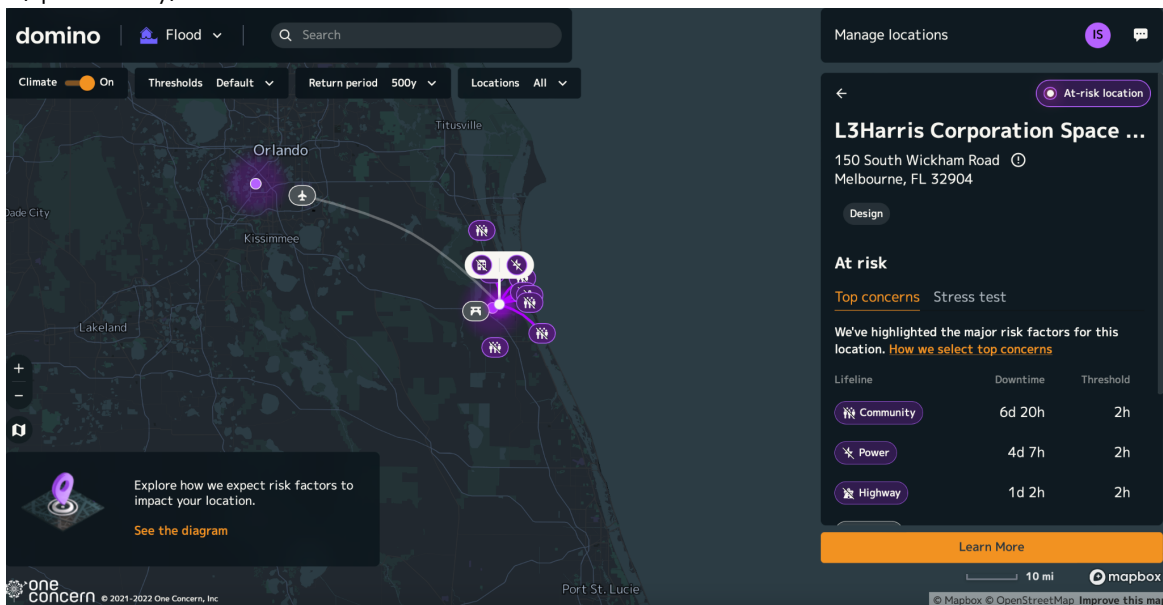 domino
Flood
Search
Manage locations
IS
Climate
On
Thresholds Default
Return period 500y
Locations All
Titusville
Orlando
Dade City
Kissimmee
Lakeland
Port St. Lucie
At-risk location
L3Harris Corporation Space ...
150 South Wickham Road
Melbourne, FL 32904
Design
At risk
Top concerns Stress test
We've highlighted the major risk factors for this
location. How we select top concerns
Lifeline Downtime Threshold
Community 6d 20h 2h
Power 4d 7h 2h
Highway 1d 2h 2h
Learn More
+
−
Explore how we expect risk factors to
impact your location.
See the diagram
one
concern © 2021-2022 One Concern, Inc
10 mi
mapbox
© Mapbox © OpenStreetMap Improve this ma